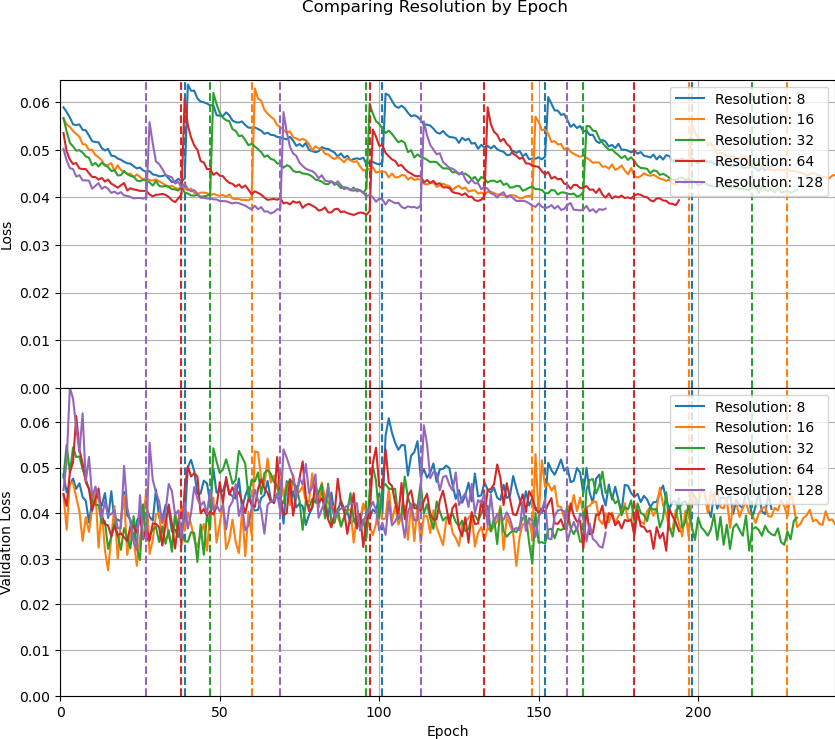 Comparing Resolution by Epoch
0.06
0.05
0.04
0.03
0.02
0.01
0.00
Loss
Resolution: 8
Resolution: 16
Resolution: 32
Resolution: 64
Resolution: 128
0.06
0.05
0.04
0.03
0.02
0.01
0.00
Validation Loss
Resolution: 8
Resolution: 16
Resolution: 32
Resolution: 64
Resolution: 128
0 50 100 150 200
Epoch